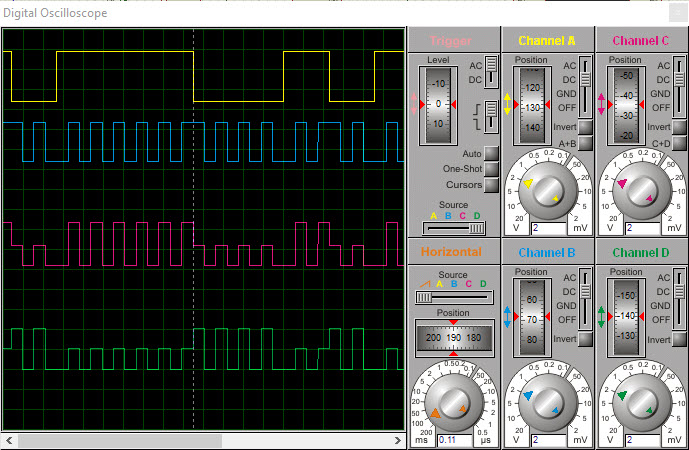 Digital Oscilloscope
Trigger
Level
AC
DC
-10
0
10
Auto
One-Shot
Cursors
Source
A B C D
Channel A
Position
AC
DC
GND
OFF
120
130
140
Invert
A+B
1 0.5 0.2 0.1
2 50
5 20
10 10
20 5
2
V 2 mV
Channel C
Position
AC
DC
GND
OFF
-50
-40
-30
-20
Invert
C+D
1 0.5 0.2 0.1
2 50
5 20
10 10
20 5
2
V 2 mV
Horizontal
Source
A B C D
Position
200 190 180
1 0.5 0.2 0.1
2 50
5 20
10 10
20 5
50 2
100 1
200 0.5
ms 0.11 µs
Channel B
Position
AC
DC
GND
OFF
60
70
80
Invert
1 0.5 0.2 0.1
2 50
5 20
10 10
20 5
2
V 2 mV
Channel D
Position
AC
DC
GND
OFF
-150
-140
-130
Invert
1 0.5 0.2 0.1
2 50
5 20
10 10
20 5
2
V 2 mV